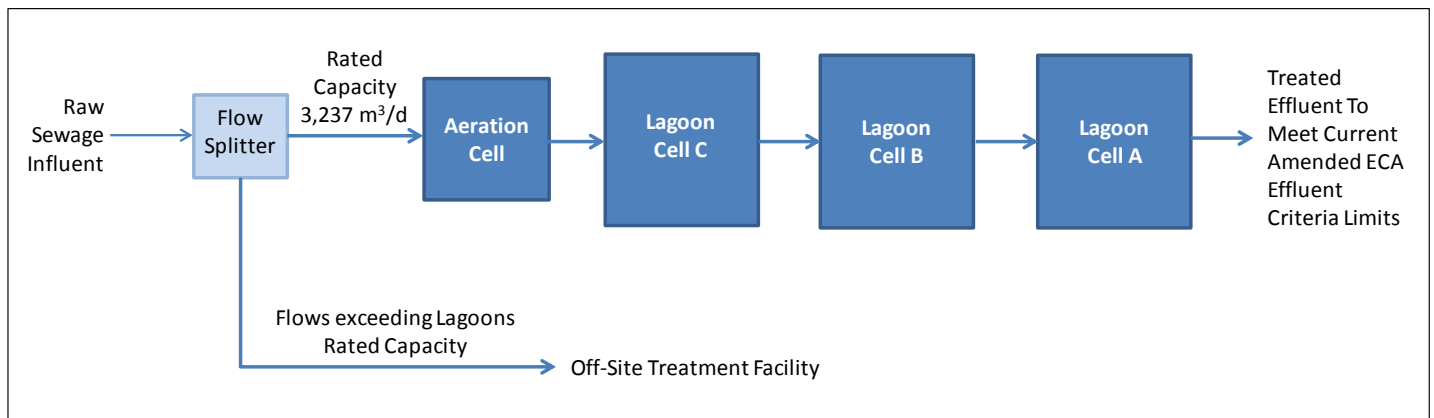 Raw
Sewage
Influent
Flow
Splitter
Rated
Capacity
3,237 m³/d
Aeration
Cell
Lagoon
Cell C
Lagoon
Cell B
Lagoon
Cell A
Treated
Effluent To
Meet Current
Amended ECA
Effluent
Criteria Limits
Flows exceeding Lagoons
Rated Capacity
Off-Site Treatment Facility